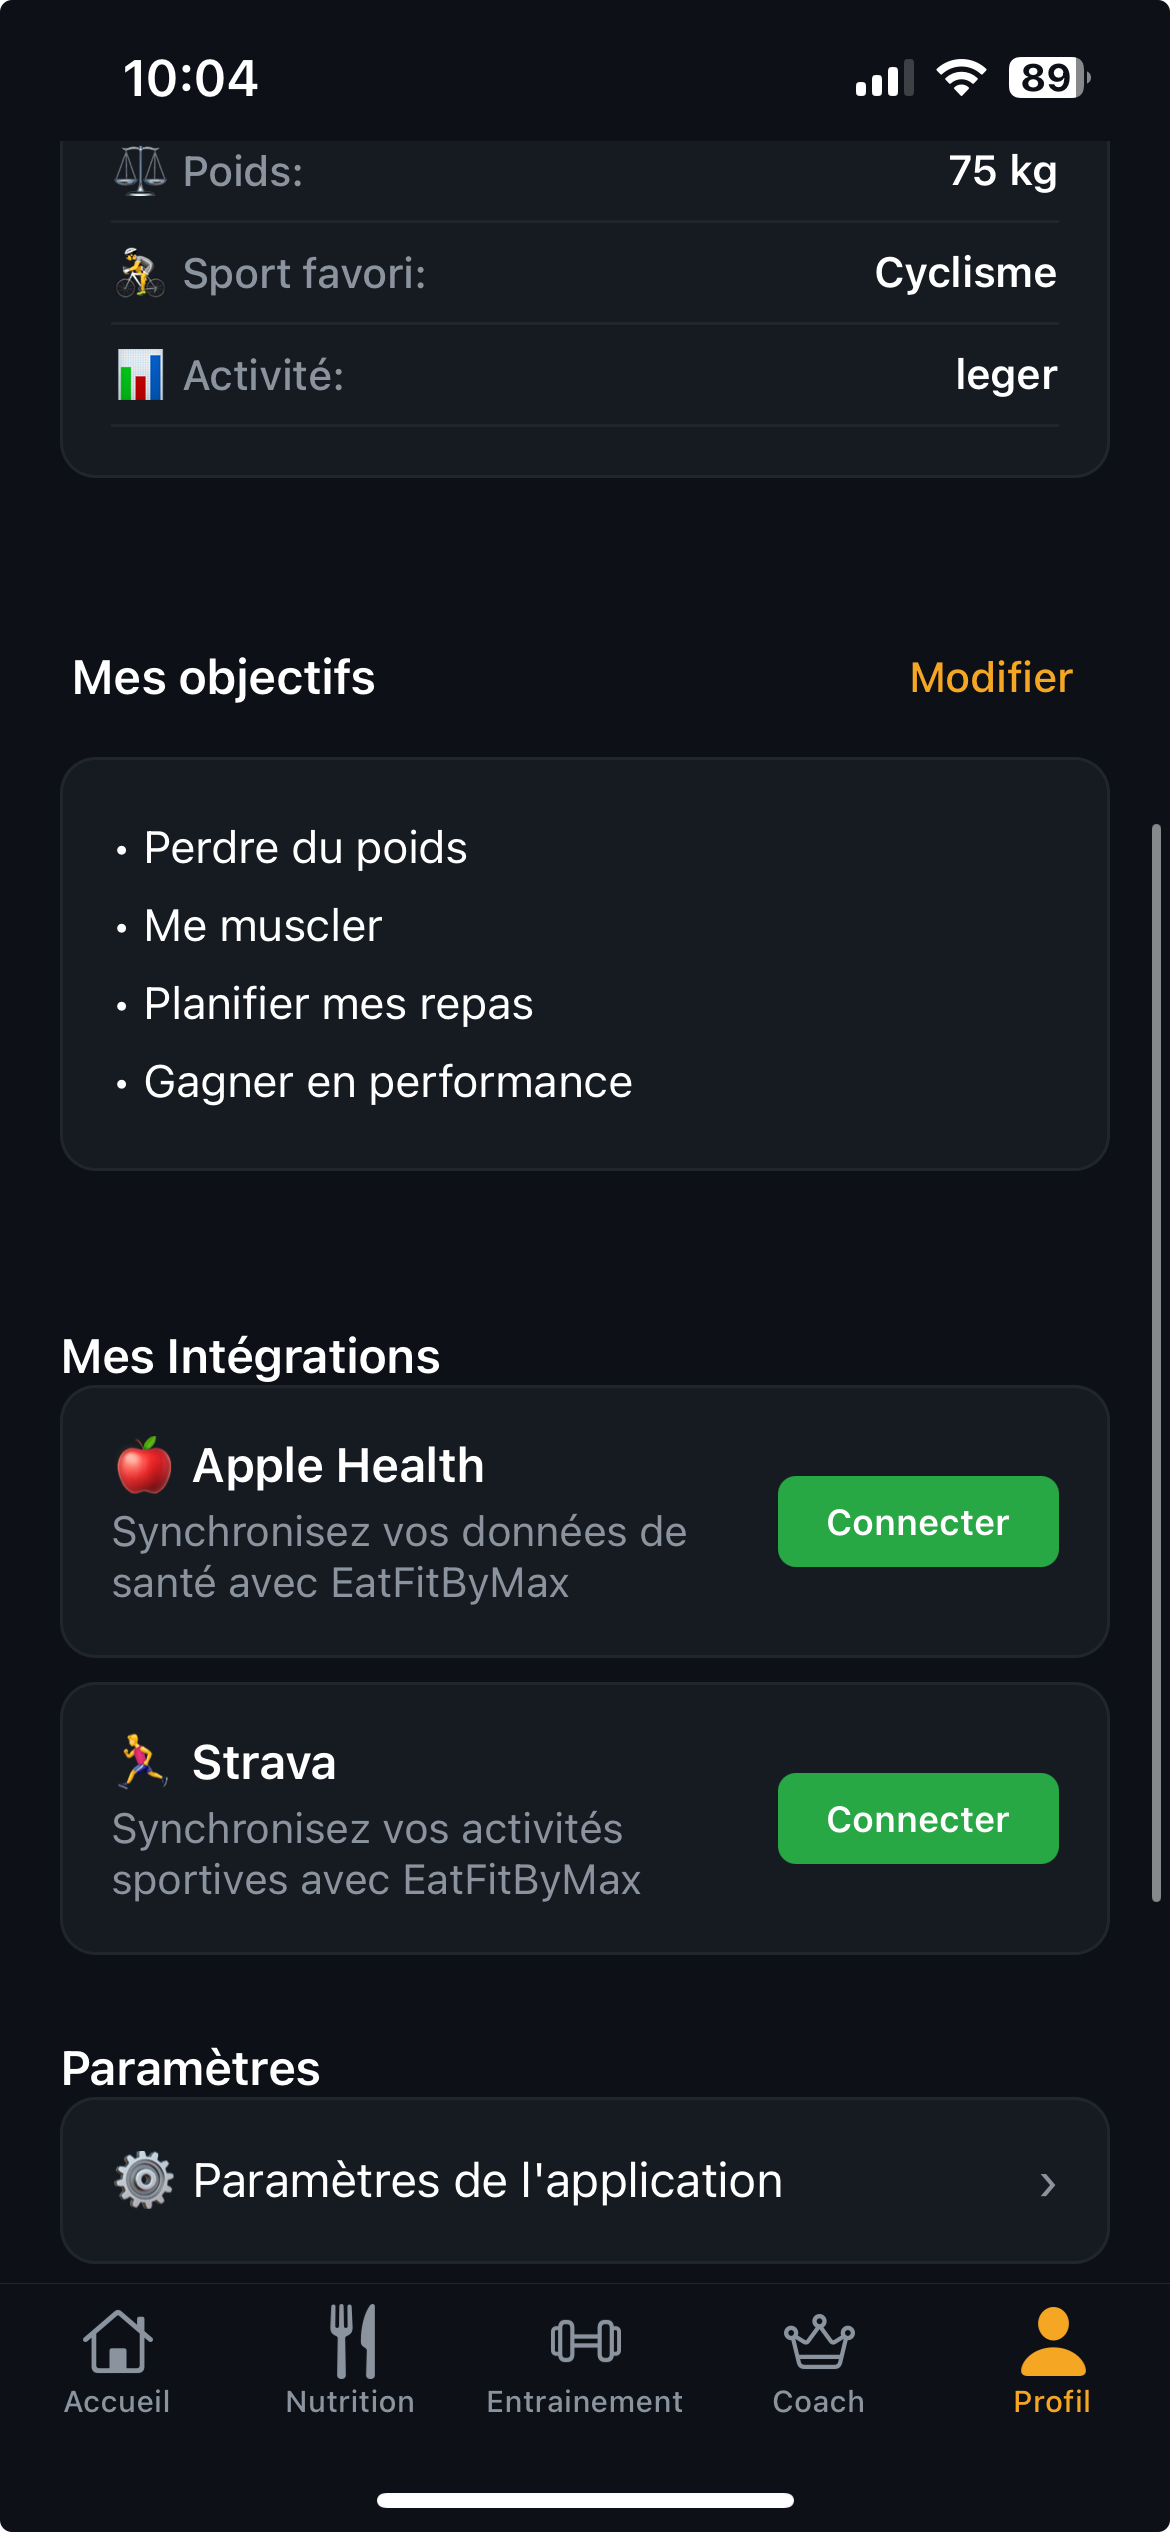 10:04
89
Poids:
75 kg
Sport favori:
Cyclisme
Activité:
leger
Mes objectifs
Modifier
• Perdre du poids
• Me muscler
• Planifier mes repas
• Gagner en performance
Mes Intégrations
Apple Health
Synchronisez vos données de
santé avec EatFitByMax
Connecter
Strava
Synchronisez vos activités
sportives avec EatFitByMax
Connecter
Paramètres
Paramètres de l'application
Accueil
Nutrition
Entrainement
Coach
Profil